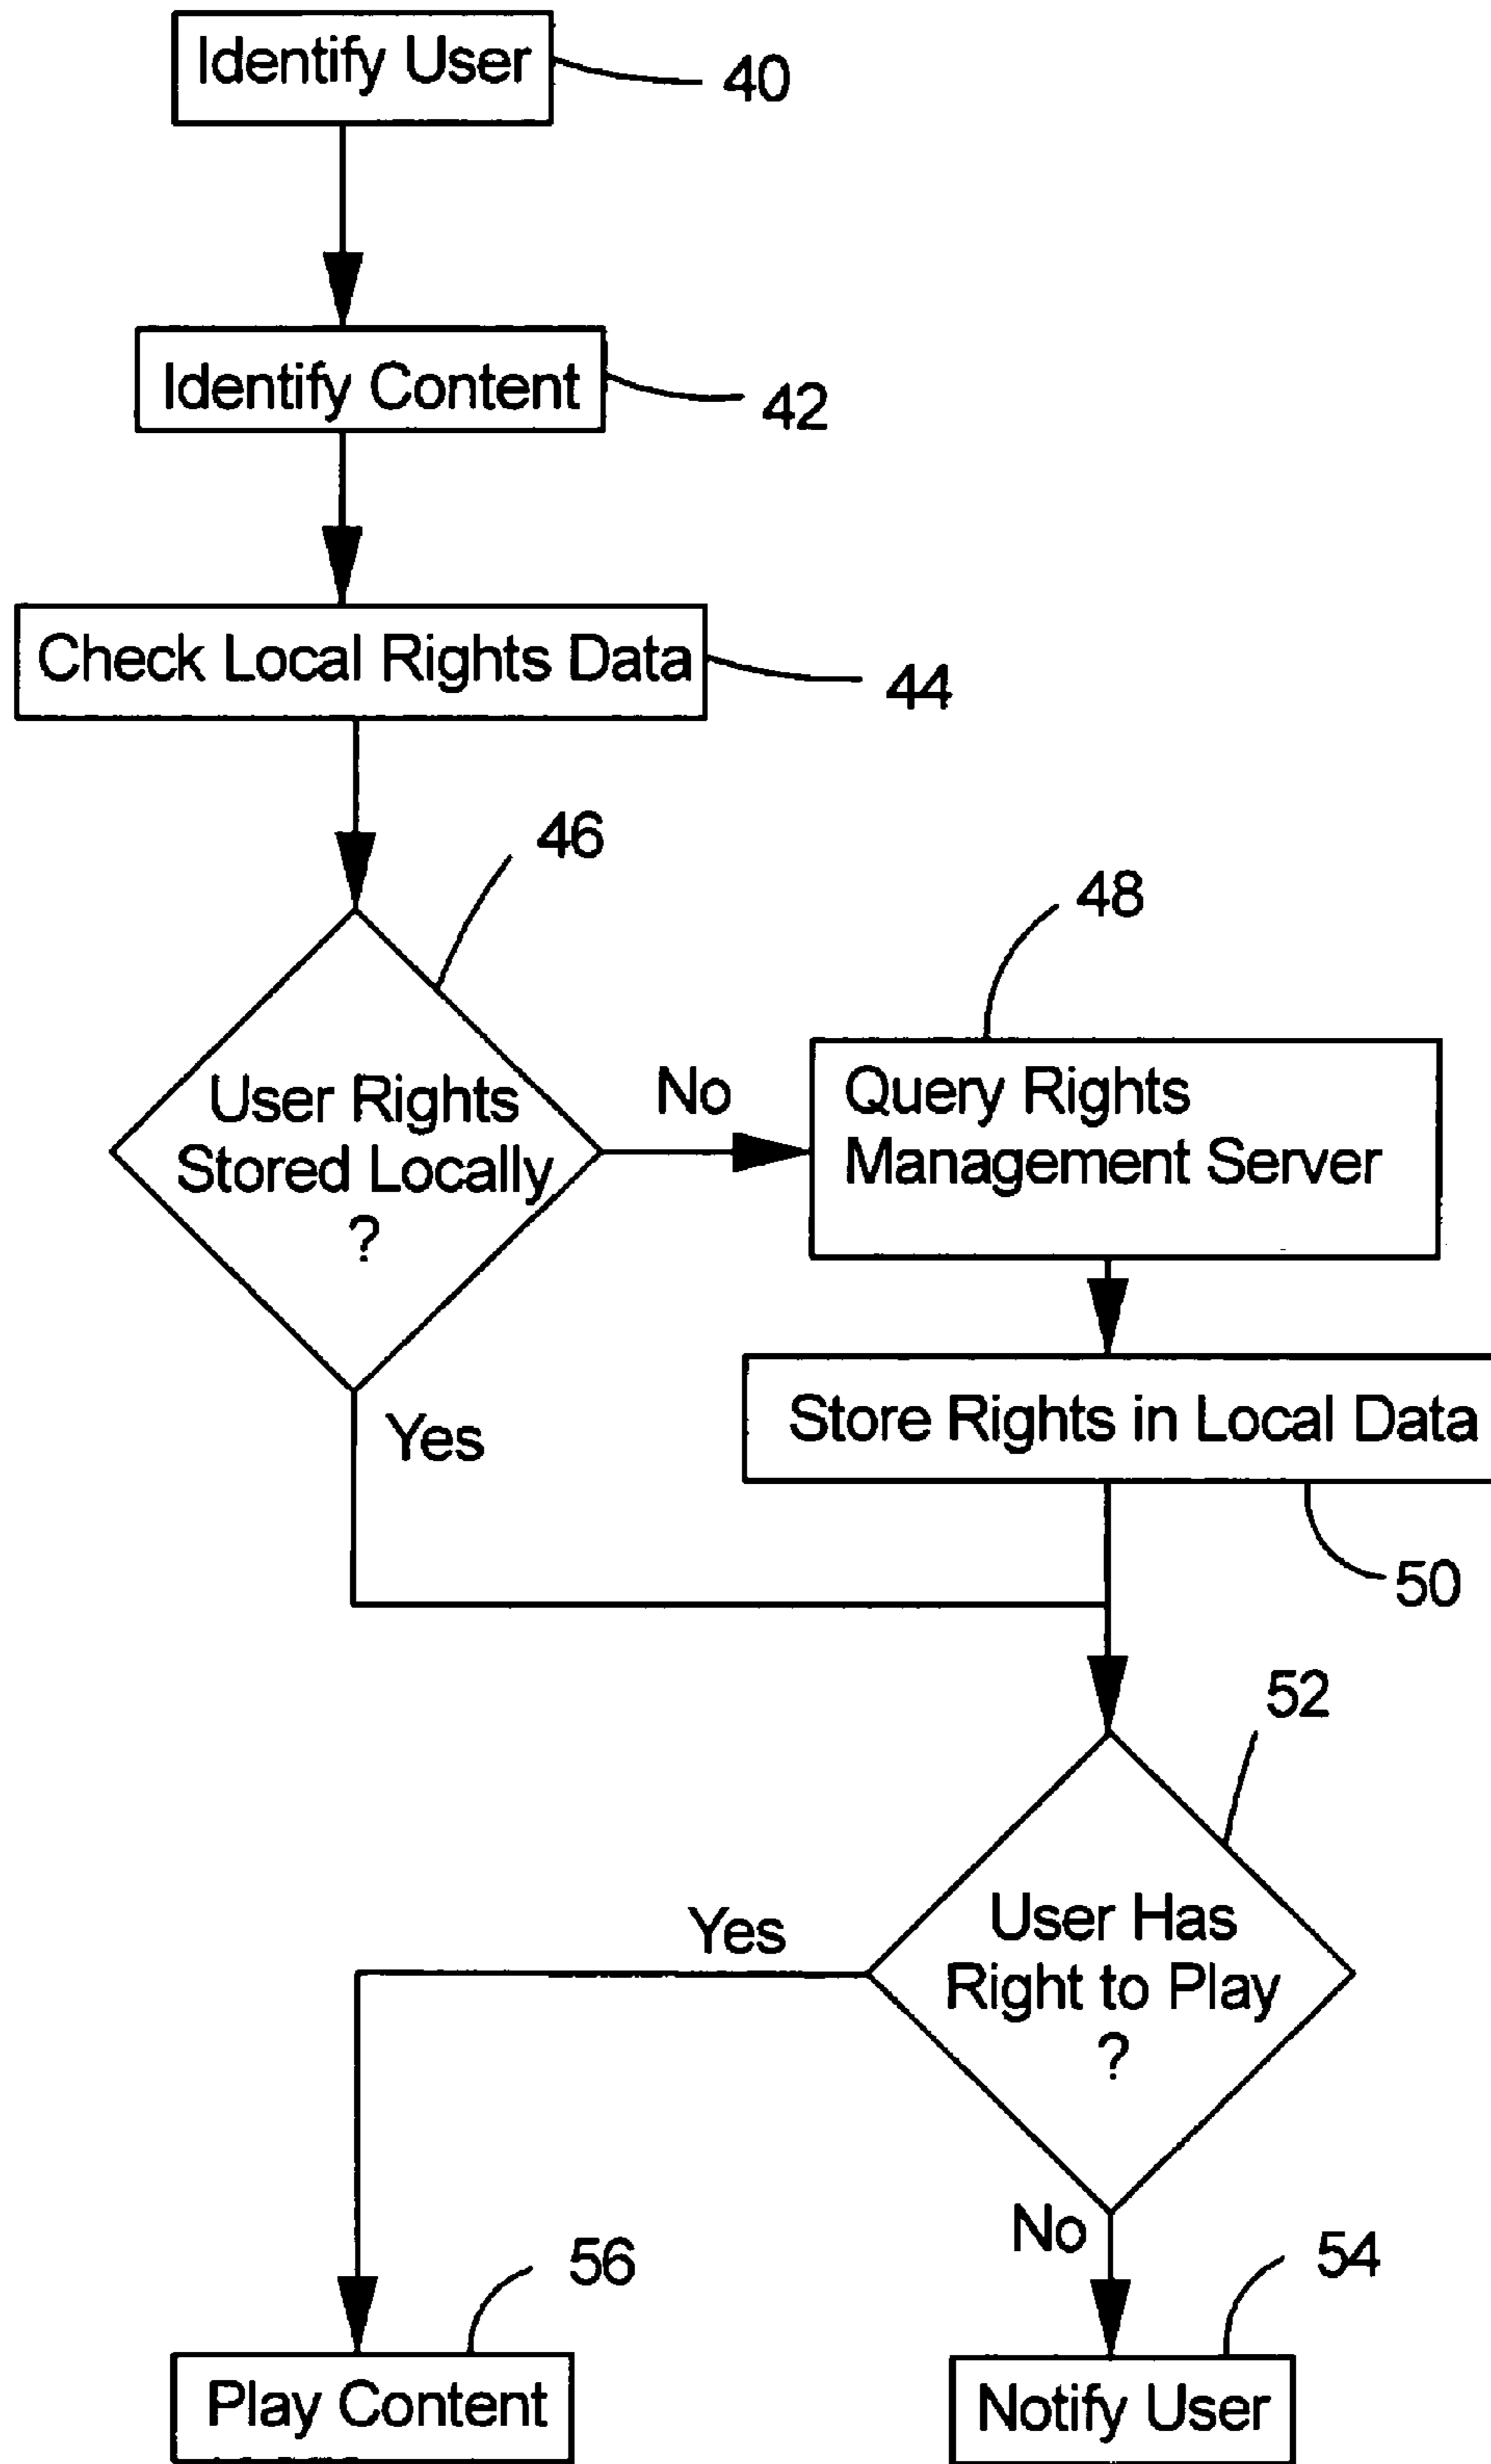 Identify User
40
Identify Content
42
Check Local Rights Data
44
46
User Rights
Stored Locally
?
No
48
Query Rights
Management Server
Yes
Store Rights in Local Data
50
52
User Has
Right to Play
?
Yes
No
56
Play Content
54
Notify User